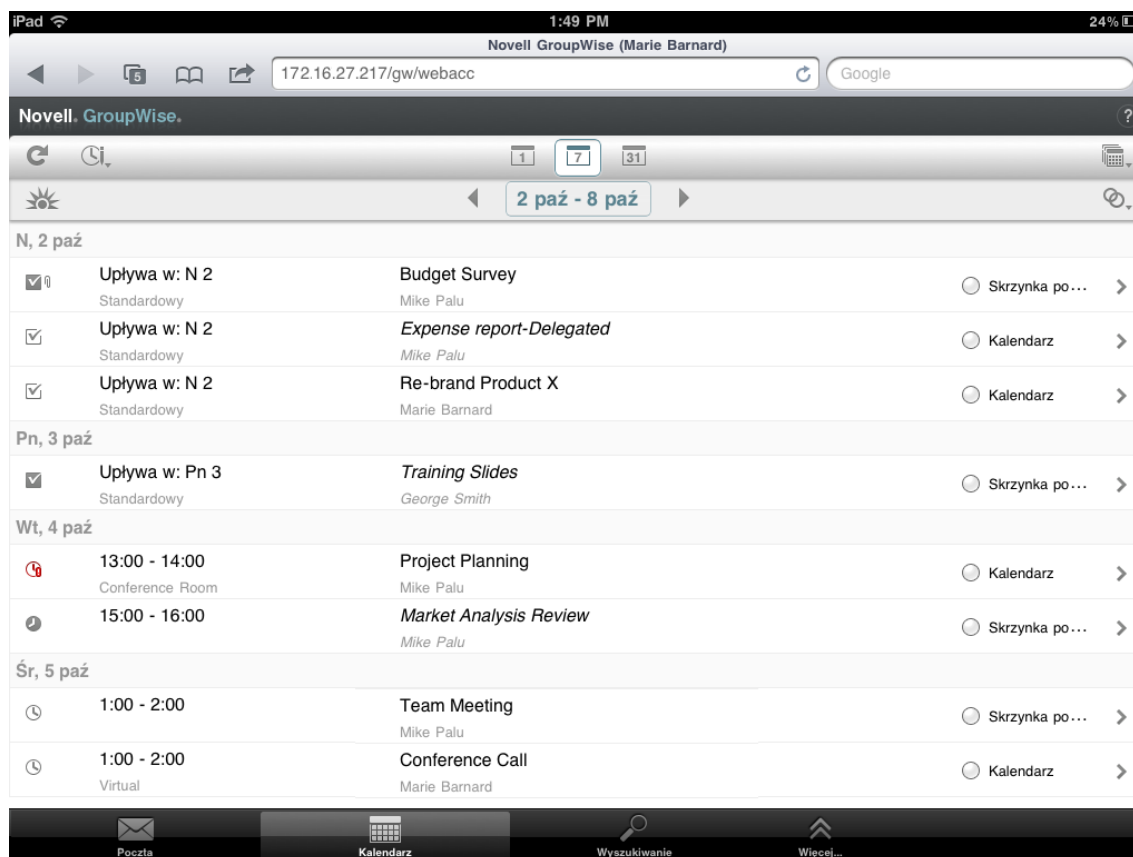 iPad 1:49 PM 24%
Novell GroupWise (Marie Barnard)
5 172.16.27.217/gw/webacc Google
Novell. GroupWise. ?
1 7 31
2 paź - 8 paź
N, 2 paź
Upływa w: N 2 Budget Survey
Standardowy Mike Palu Skrzynka po...
Upływa w: N 2 Expense report-Delegated
Standardowy Mike Palu Kalendarz
Upływa w: N 2 Re-brand Product X
Standardowy Marie Barnard Kalendarz
Pn, 3 paź
Upływa w: Pn 3 Training Slides
Standardowy George Smith Skrzynka po...
Wt, 4 paź
13:00 - 14:00 Project Planning
Conference Room Mike Palu Kalendarz
15:00 - 16:00 Market Analysis Review
Mike Palu Skrzynka po...
Śr, 5 paź
1:00 - 2:00 Team Meeting
Mike Palu Skrzynka po...
1:00 - 2:00 Conference Call
Virtual Marie Barnard Kalendarz
Poczta Kalendarz Wyszukiwanie Więcej...